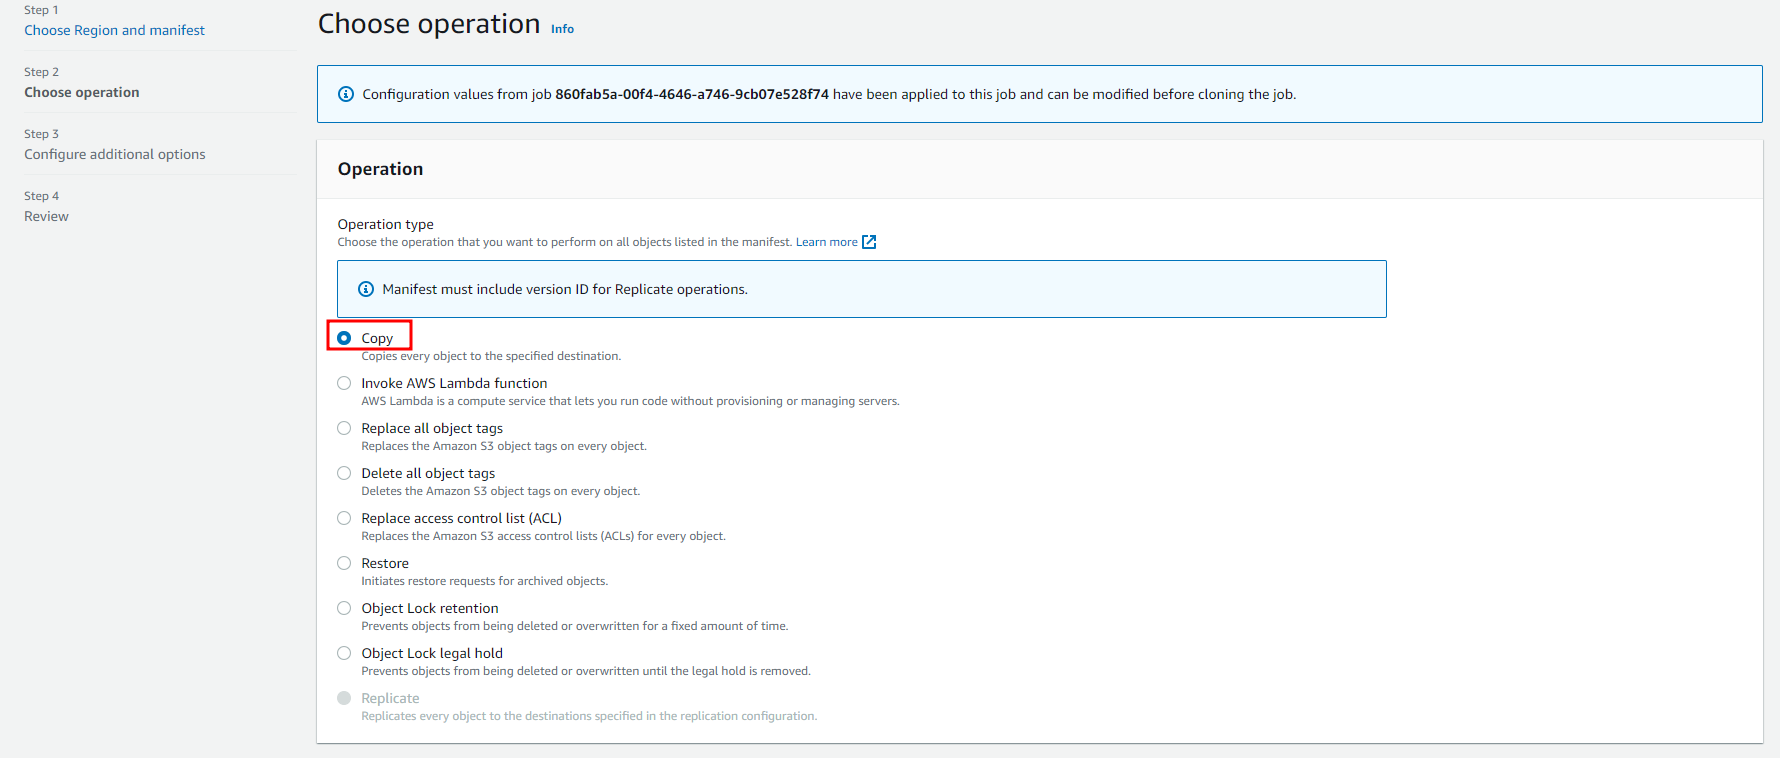 Step 1
Choose Region and manifest
Step 2
Choose operation
Step 3
Configure additional options
Step 4
Review
Choose operation Info
Configuration values from job 860fab5a-00f4-4646-a746-9cb07e528f74 have been applied to this job and can be modified before cloning the job.
Operation
Operation type
Choose the operation that you want to perform on all objects listed in the manifest. Learn more
Manifest must include version ID for Replicate operations.
Copy
Copies every object to the specified destination.
Invoke AWS Lambda function
AWS Lambda is a compute service that lets you run code without provisioning or managing servers.
Replace all object tags
Replaces the Amazon S3 object tags on every object.
Delete all object tags
Deletes the Amazon S3 object tags on every object.
Replace access control list (ACL)
Replaces the Amazon S3 access control lists (ACLs) for every object.
Restore
Initiates restore requests for archived objects.
Object Lock retention
Prevents objects from being deleted or overwritten for a fixed amount of time.
Object Lock legal hold
Prevents objects from being deleted or overwritten until the legal hold is removed.
Replicate
Replicates every object to the destinations specified in the replication configuration.